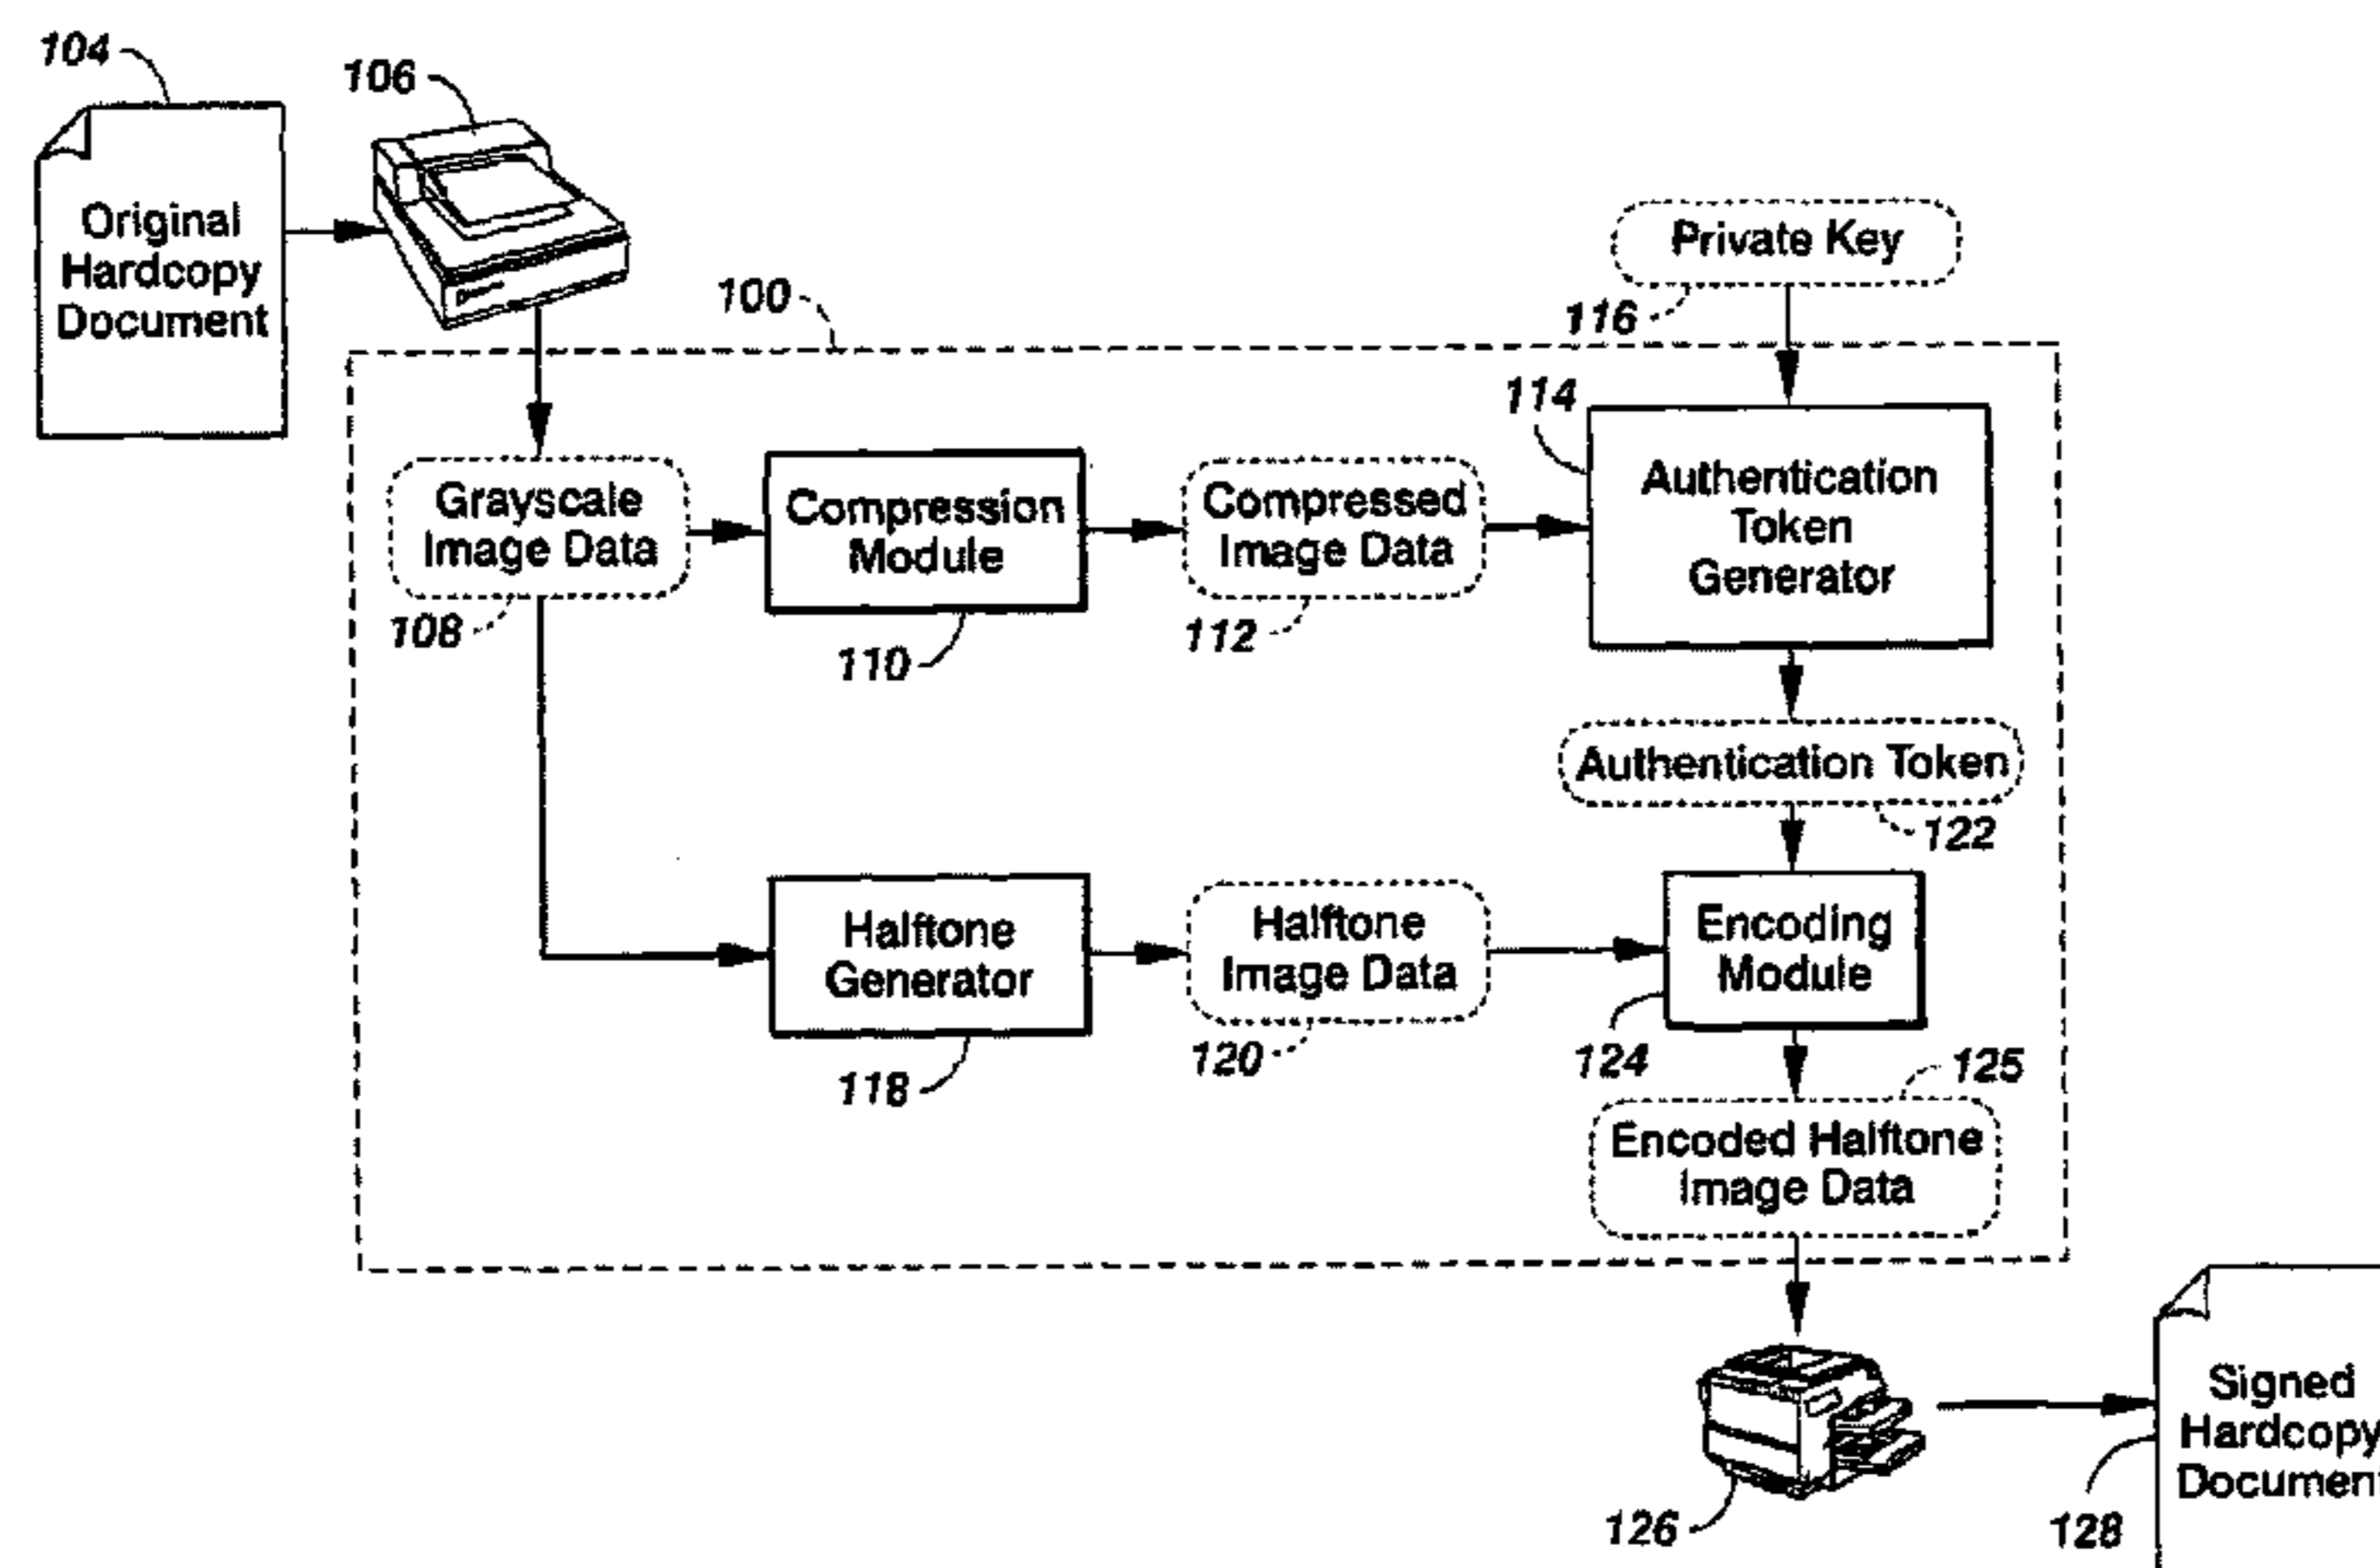 104
106
Original
Hardcopy
Document
100
Private Key
116
114
Grayscale
Image Data
108
Compression
Module
110
Compressed
Image Data
112
Authentication
Token
Generator
Authentication Token
122
Halftone
Generator
118
Halftone
Image Data
120
Encoding
Module
124
125
Encoded Halftone
Image Data
126
Signed
Hardcopy
Document
128